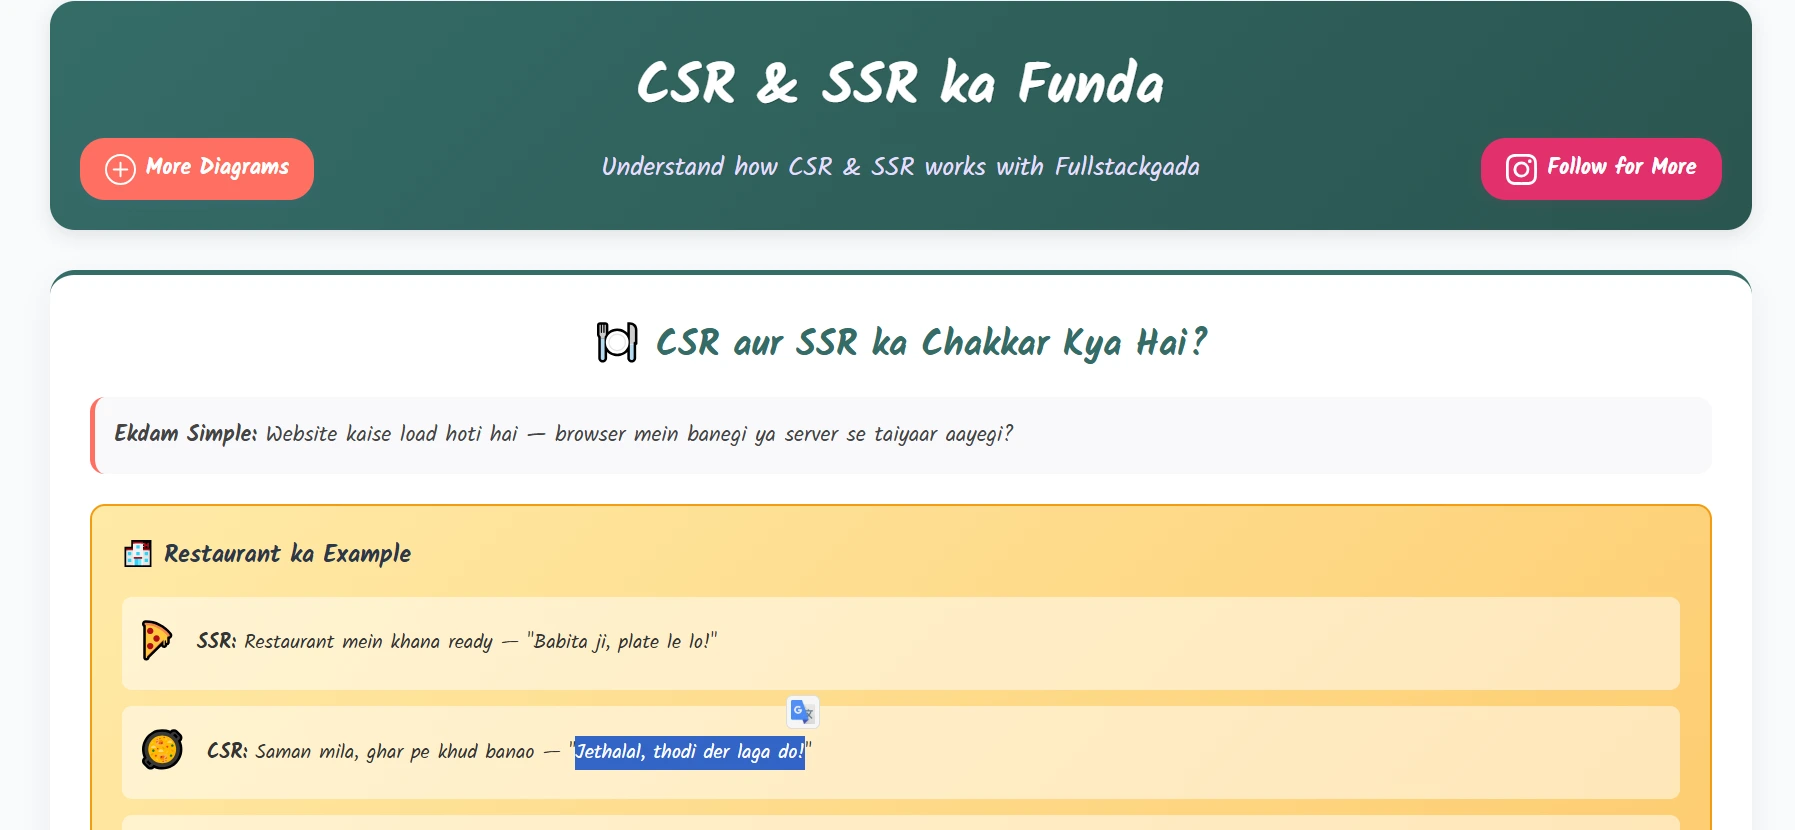 CSR & SSR ka Funda
More Diagrams
Understand how CSR & SSR works with Fullstackgada
Follow for More
CSR aur SSR ka Chakkar Kya Hai?
Ekdam Simple: Website kaise load hoti hai — browser mein banegi ya server se taiyaar aayegi?
Restaurant ka Example
SSR: Restaurant mein khana ready — "Babita ji, plate le lo!"
CSR: Saman mila, ghar pe khud banao — "Jethalal, thodi der laga do!"